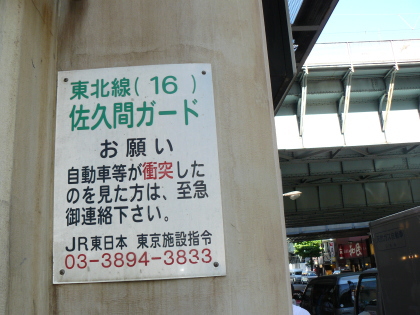 東北線(16)
佐久間ガード
お願い
自動車等が衝突した
のを見た方は、至急
御連絡下さい。
JR東日本 東京施設指令
03-3894-3833